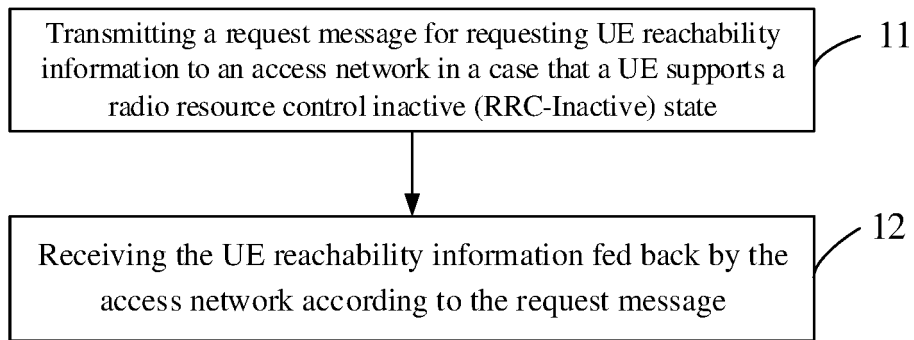 Transmitting a request message for requesting UE reachability
information to an access network in a case that a UE supports a
radio resource control inactive (RRC-Inactive) state
11
Receiving the UE reachability information fed back by the
access network according to the request message
12